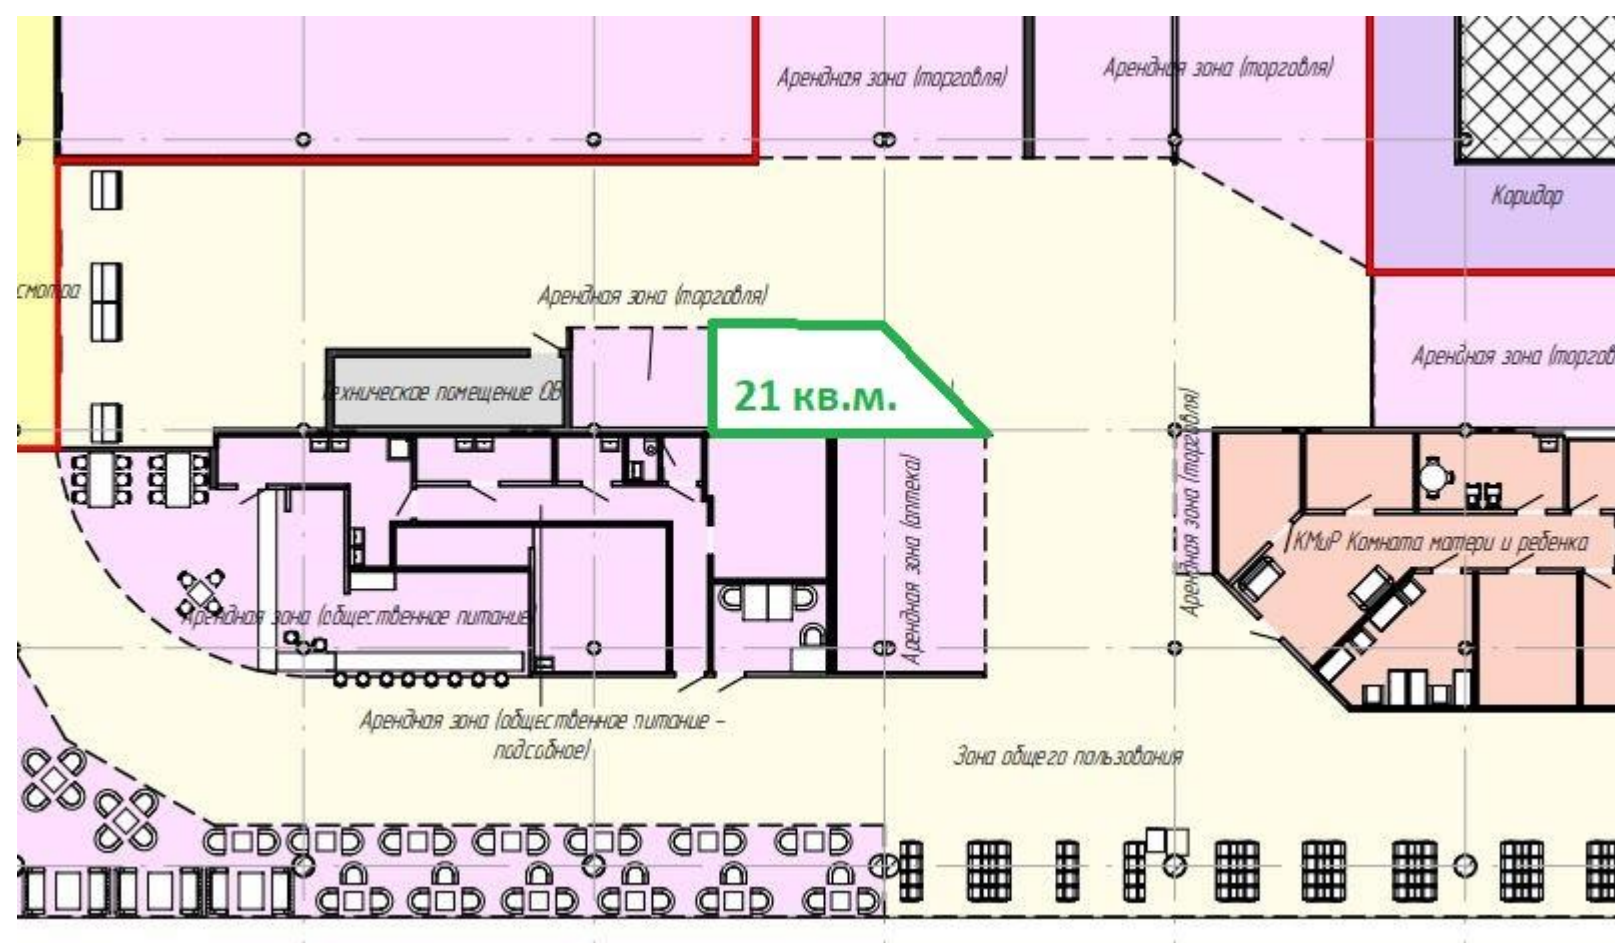 Арендная зона (торговля)
Арендная зона (торговля)
Коридор
смотра
Арендная зона (торговля)
Арендная зона (торгов
Техническое помещение ОВ
21 кв.м.
Арендная зона (торговля)
Арендная зона (аптека)
КМиР Комната матери и ребенка
Арендная зона (общественное питание)
Арендная зона (общественное питание –
подсобное)
Зона общего пользования